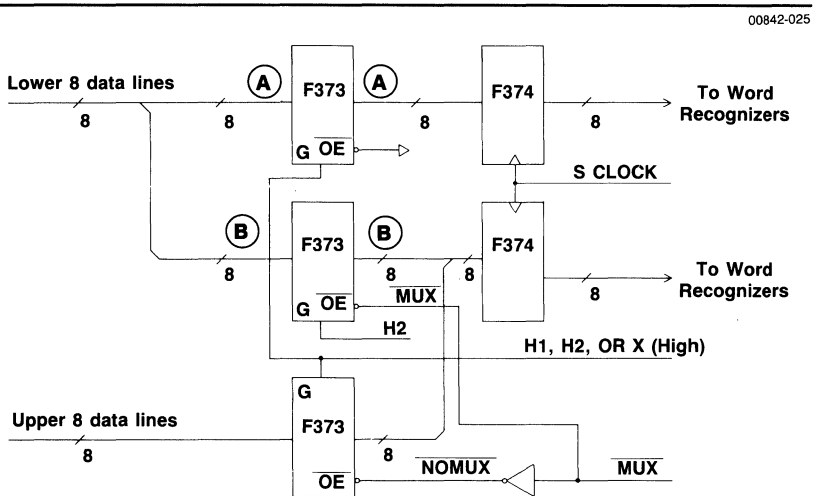 00842-025
Lower 8 data lines
8
8
A
F373
G OE
A
8
F374
8
To Word
Recognizers
S CLOCK
B
8
F373
G OE
B
8
MUX
8
F374
8
To Word
Recognizers
H2
H1, H2, OR X (High)
G
F373
OE
Upper 8 data lines
8
8
NOMUX
MUX